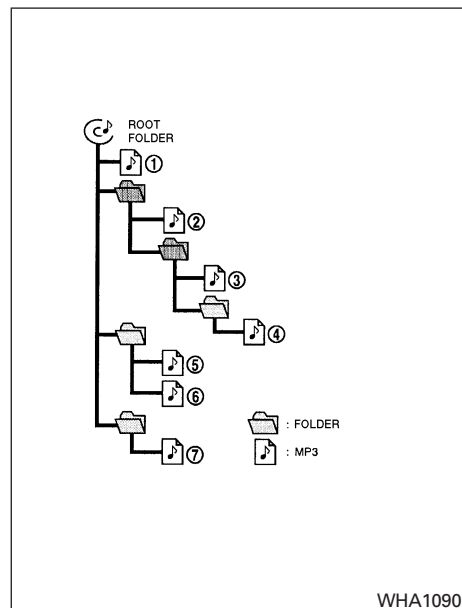 ROOT
FOLDER
①
②
③
④
⑤
⑥
⑦
: FOLDER
: MP3
WHA1090